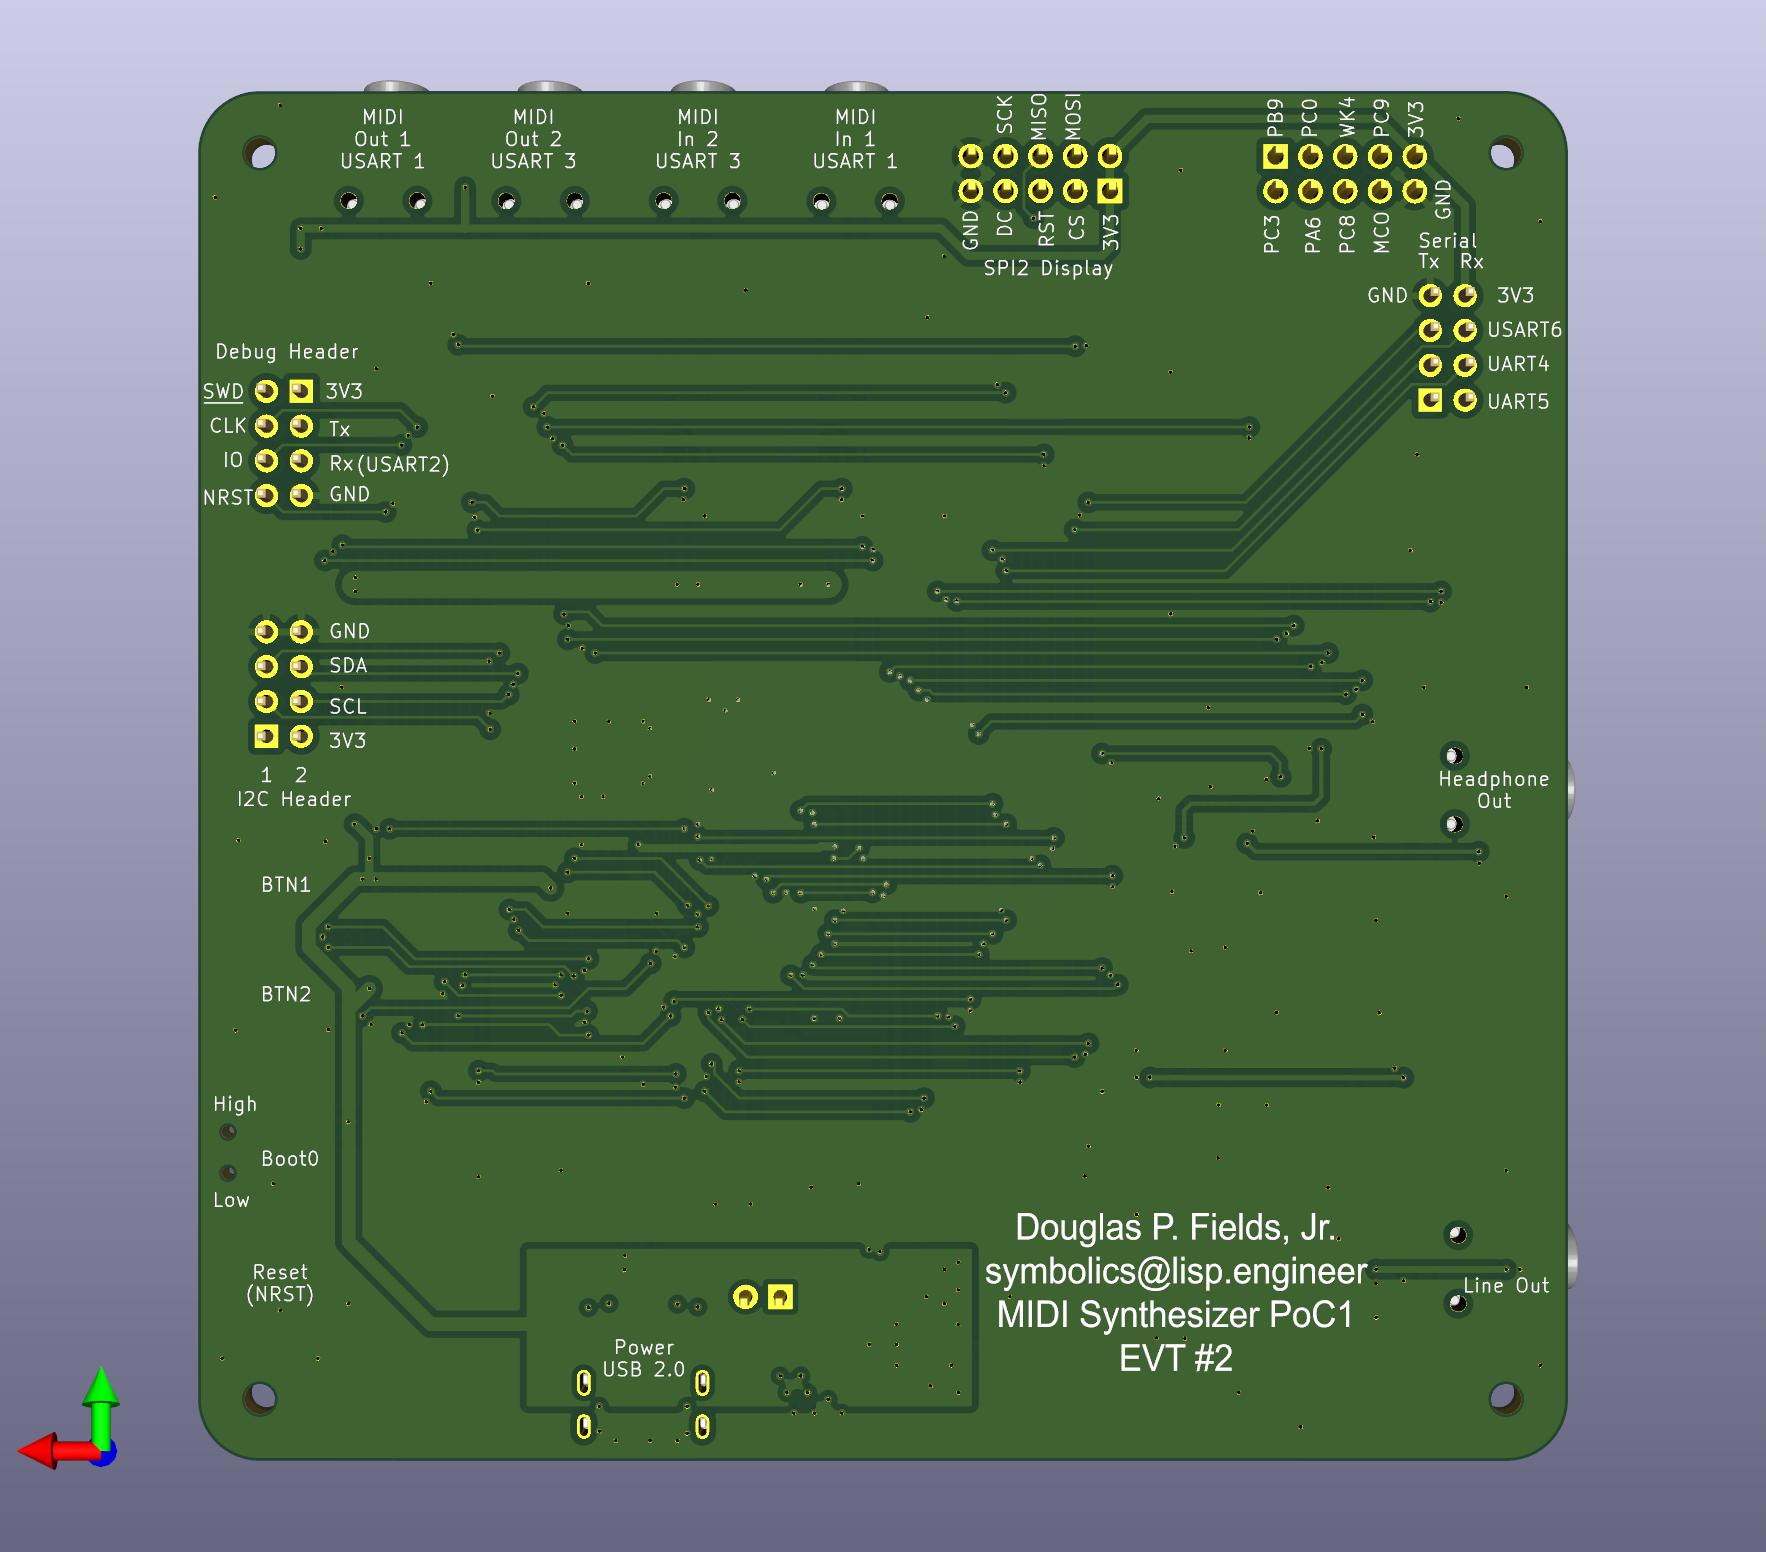 MIDI
Out 1
USART 1
MIDI
Out 2
USART 3
MIDI
In 2
USART 3
MIDI
In 1
USART 1
SCK
MISO
MOSI
GND
DC
RST
CS
3V3
SPI2 Display
PB9
PC0
WK4
PC9
3V3
PC3
PA6
PC8
MCO
GND
Serial
Tx Rx
GND 3V3
USART6
UART4
UART5
Debug Header
SWD 3V3
CLK Tx
IO Rx(USART2)
NRST GND
GND
SDA
SCL
3V3
1 2
I2C Header
Headphone
Out
BTN1
BTN2
High
Boot0
Low
Reset
(NRST)
Power
USB 2.0
Douglas P. Fields, Jr.
symbolics@lisp.engineer
MIDI Synthesizer PoC1
EVT #2
Line Out